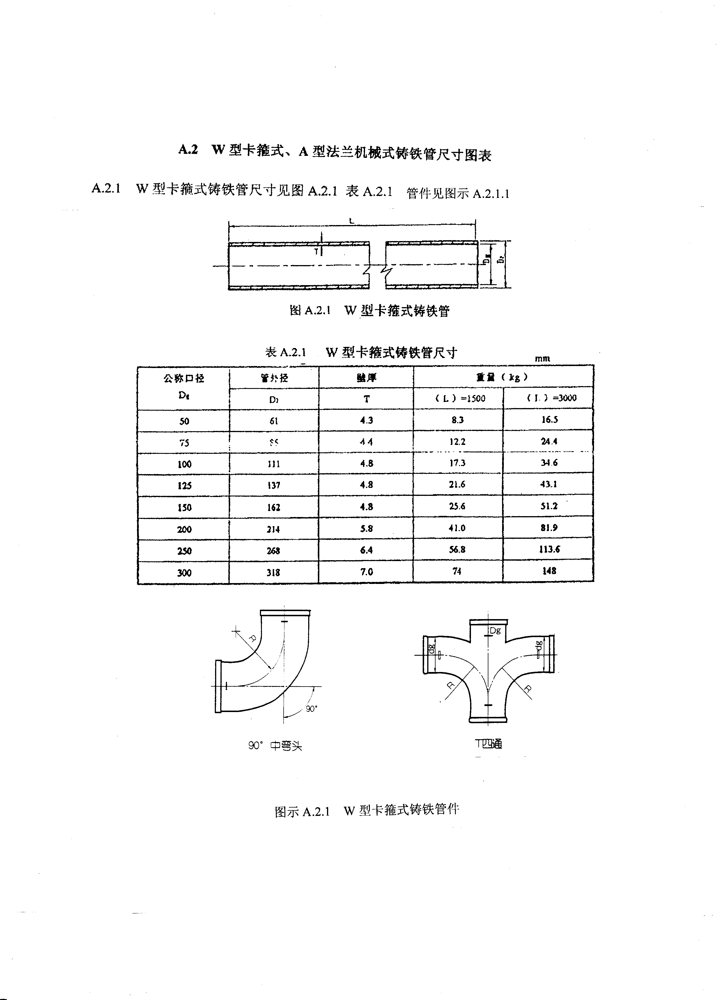 A.2 W 型卡箍式、A 型法兰机械式铸铁管尺寸图表
A.2.1 W 型卡箍式铸铁管尺寸见图 A.2.1 表 A.2.1 管件见图示 A.2.1.1
L
T
Dg
D2
图 A.2.1 W 型卡箍式铸铁管
表 A.2.1 W 型卡箍式铸铁管尺寸
mm
公称口径 管外径 壁厚 重量（kg）
Dg D2 T （L）=1500 （L）=3000
50 61 4.3 8.3 16.5
75 4.4 12.2 24.4
100 111 4.8 17.3 34.6
125 137 4.8 21.6 43.1
150 162 4.8 25.6 51.2
200 214 5.8 41.0 81.9
250 268 6.4 56.8 113.6
300 318 7.0 74 148
R
90°
Dg
dg
dg
R
R
90° 中弯头
T四通
图示 A.2.1 W 型卡箍式铸铁管件